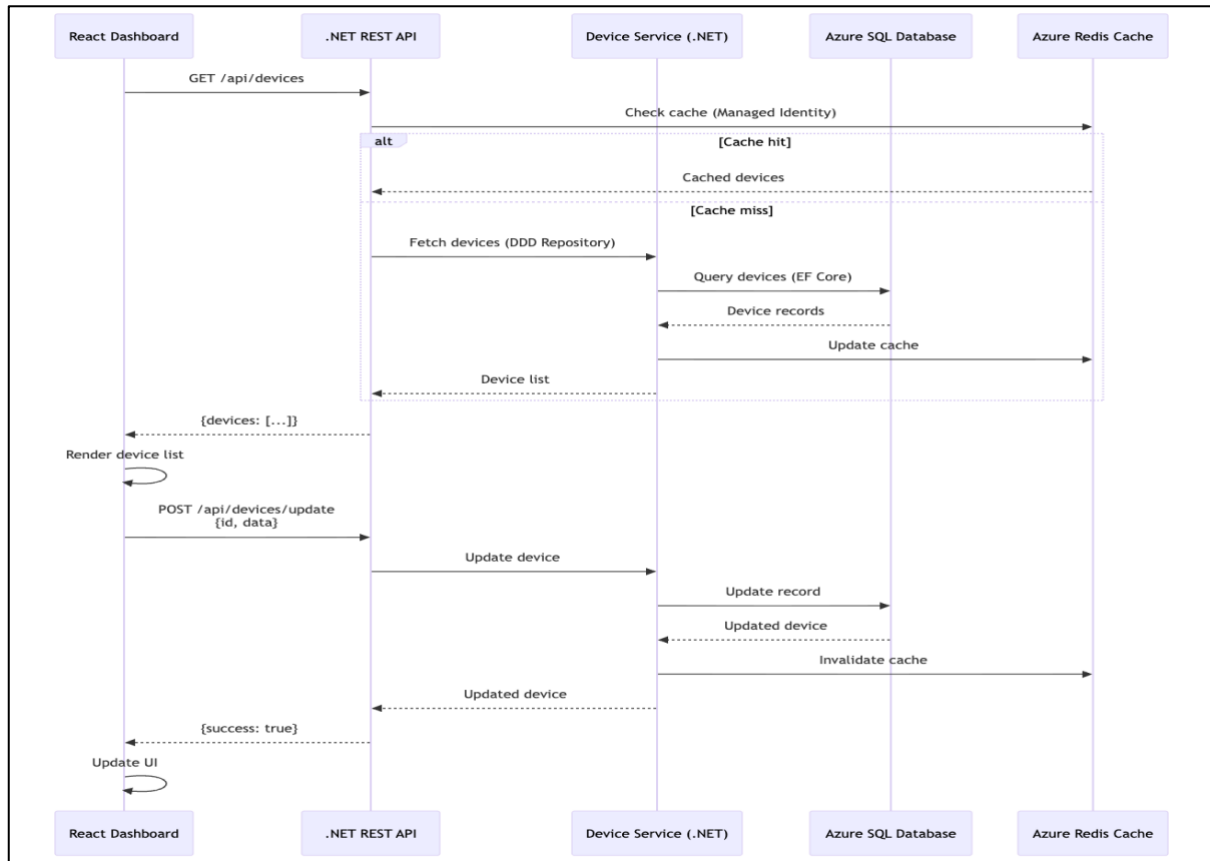 React Dashboard
.NET REST API
Device Service (.NET)
Azure SQL Database
Azure Redis Cache
GET /api/devices
Check cache (Managed Identity)
alt
[Cache hit]
Cached devices
[Cache miss]
Fetch devices (DDD Repository)
Query devices (EF Core)
Device records
Update cache
Device list
{devices: [...]}
Render device list
POST /api/devices/update
{id, data}
Update device
Update record
Updated device
Invalidate cache
Updated device
{success: true}
Update UI
React Dashboard
.NET REST API
Device Service (.NET)
Azure SQL Database
Azure Redis Cache